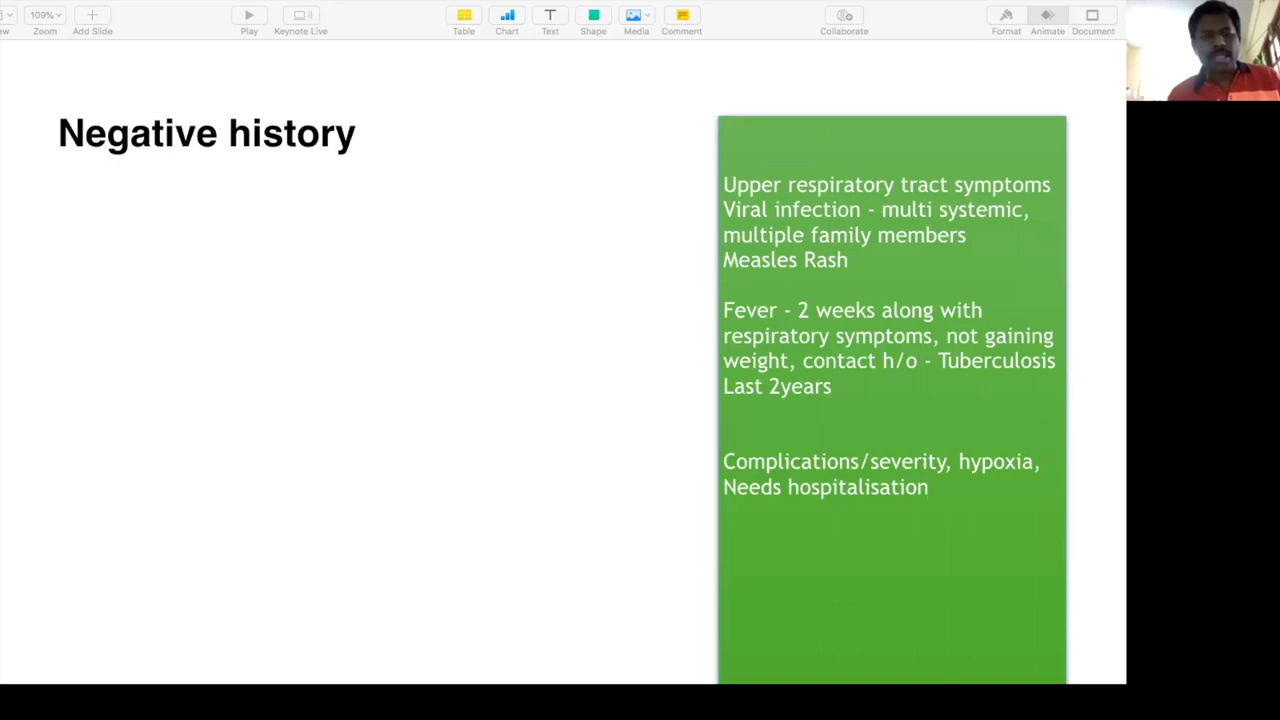 ew
109%
Zoom
Add Slide
Play
Keynote Live
Table
Chart
Text
Shape
Media
Comment
Collaborate
Format
Animate
Document
Negative history
Upper respiratory tract symptoms
Viral infection - multi systemic,
multiple family members
Measles Rash
Fever - 2 weeks along with
respiratory symptoms, not gaining
weight, contact h/o - Tuberculosis
Last 2years
Complications/severity, hypoxia,
Needs hospitalisation